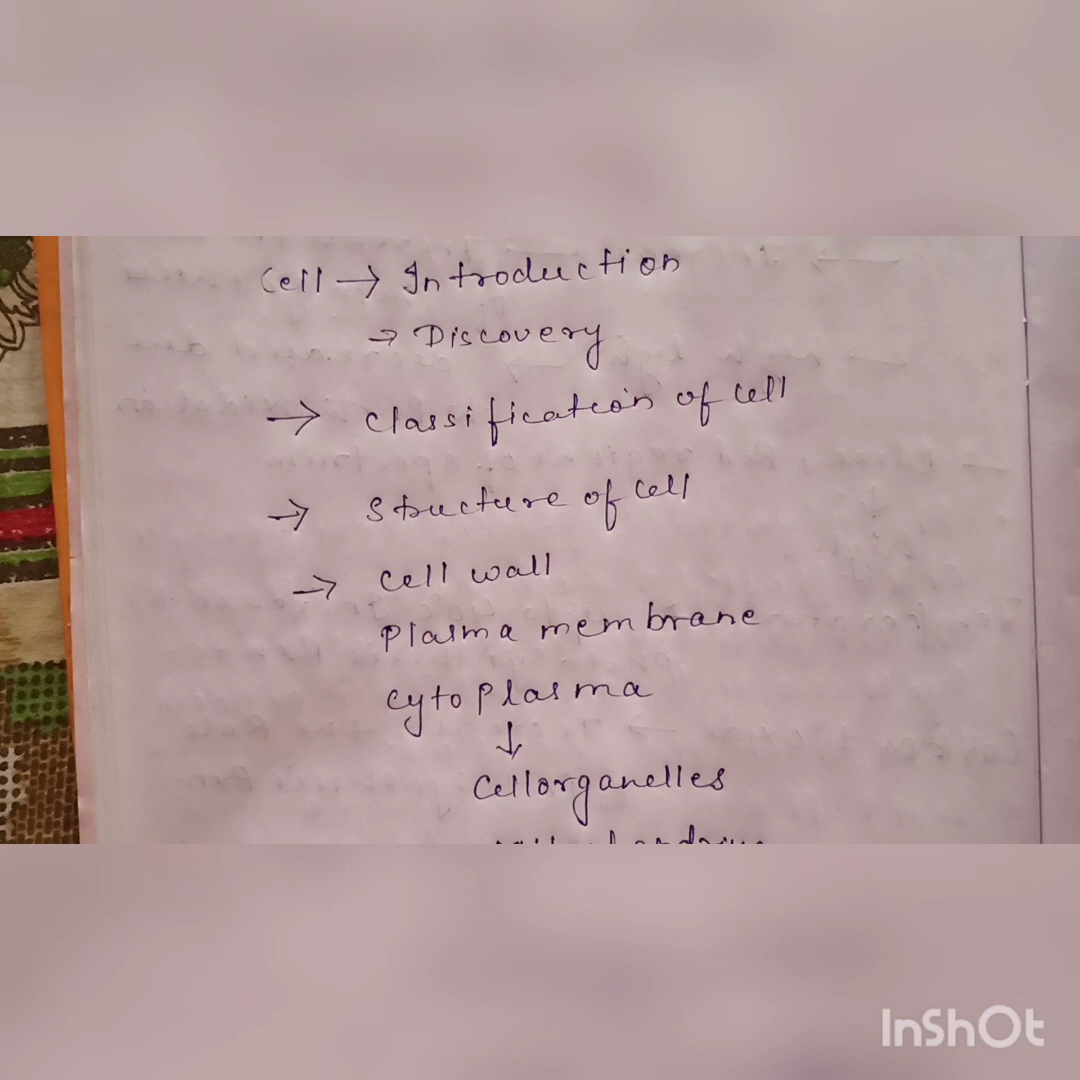 Cell → Introduction
→ Discovery
→ Classification of cell
→ Structure of cell
→ Cell wall
Plasma membrane
Cytoplasma
↓
Cellorganelles
InShOt